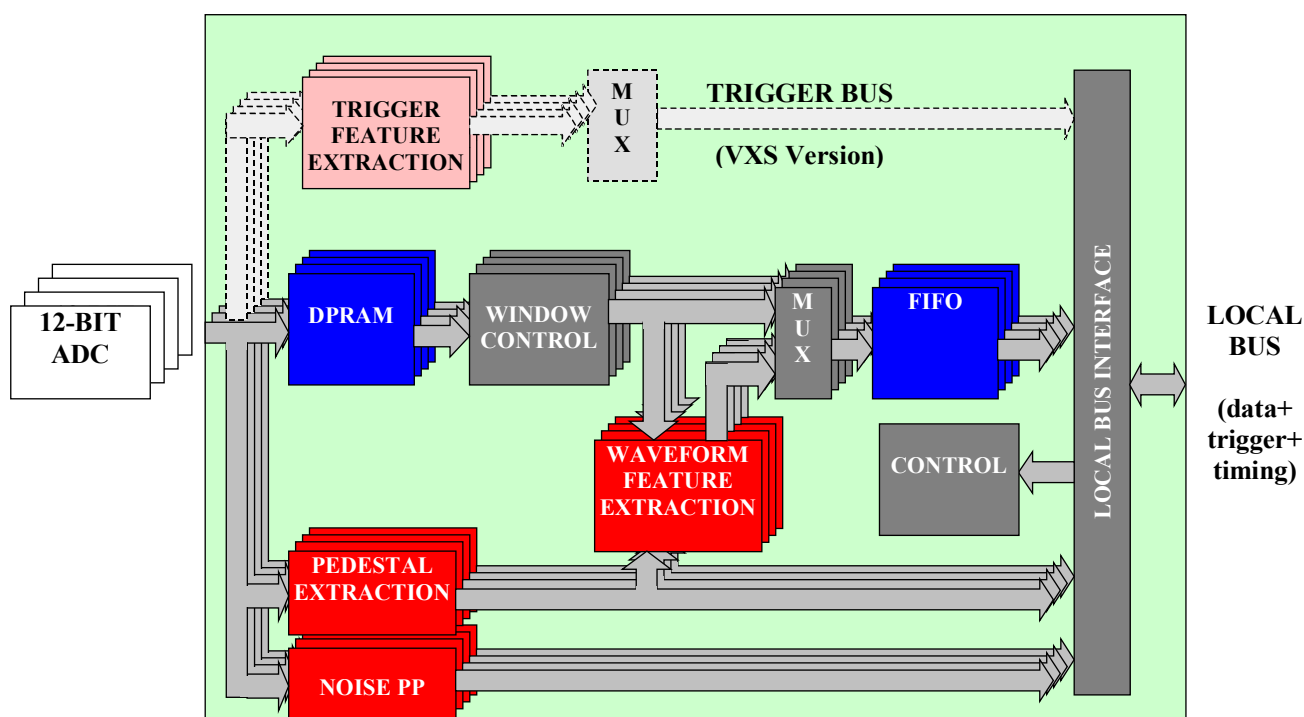 TRIGGER
FEATURE
EXTRACTION
M
U
X
TRIGGER BUS
(VXS Version)
12-BIT
ADC
DPRAM
WINDOW
CONTROL
M
U
X
FIFO
LOCAL BUS INTERFACE
LOCAL
BUS
(data+
trigger+
timing)
WAVEFORM
FEATURE
EXTRACTION
CONTROL
PEDESTAL
EXTRACTION
NOISE PP